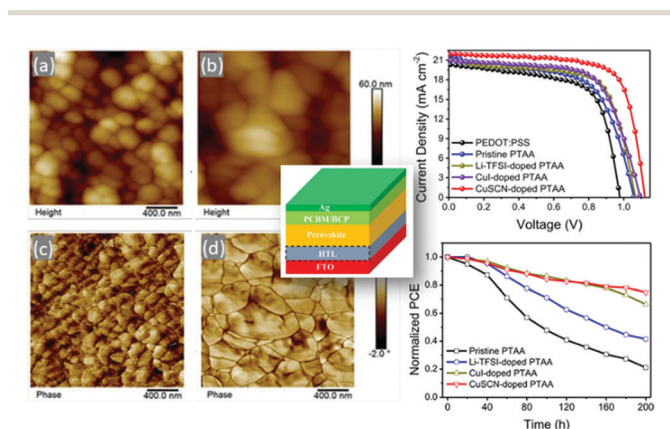 (a)
(b)
60.0 nm
Height
400.0 nm
Height
400.0 nm
(c)
(d)
-2.0 °
Phase
400.0 nm
Phase
400.0 nm
Ag
PCBM/BCP
Perovskite
HTL
FTO
Current Density (mA cm-2)
21
18
15
12
9
6
3
0
PEDOT:PSS
Pristine PTAA
Li-TFSI-doped PTAA
CuI-doped PTAA
CuSCN-doped PTAA
0.0 0.2 0.4 0.6 0.8 1.0 1.2
Voltage (V)
Normalized PCE
1.0
0.8
0.6
0.4
0.2
0.0
Pristine PTAA
Li-TFSI-doped PTAA
CuI-doped PTAA
CuSCN-doped PTAA
0 40 80 120 160 200
Time (h)